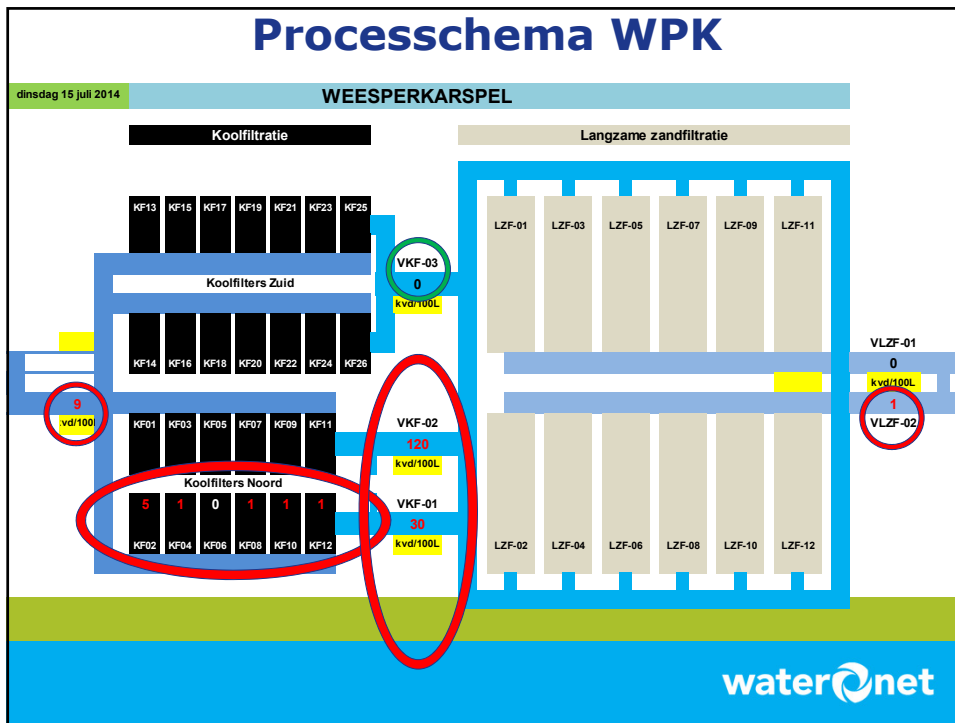 Processchema WPK
dinsdag 15 juli 2014
WEESPERKARSPEL
Koolfiltratie
Langzame zandfiltratie
KF13 KF15 KF17 KF19 KF21 KF23 KF25
LZF-01 LZF-03 LZF-05 LZF-07 LZF-09 LZF-11
VKF-03
0
kvd/100L
Koolfilters Zuid
KF14 KF16 KF18 KF20 KF22 KF24 KF26
VLZF-01
0
kvd/100L
9
kvd/100L
1
VLZF-02
KF01 KF03 KF05 KF07 KF09 KF11
VKF-02
120
kvd/100L
Koolfilters Noord
5 1 0 1 1 1
KF02 KF04 KF06 KF08 KF10 KF12
VKF-01
30
kvd/100L
LZF-02 LZF-04 LZF-06 LZF-08 LZF-10 LZF-12
waternet